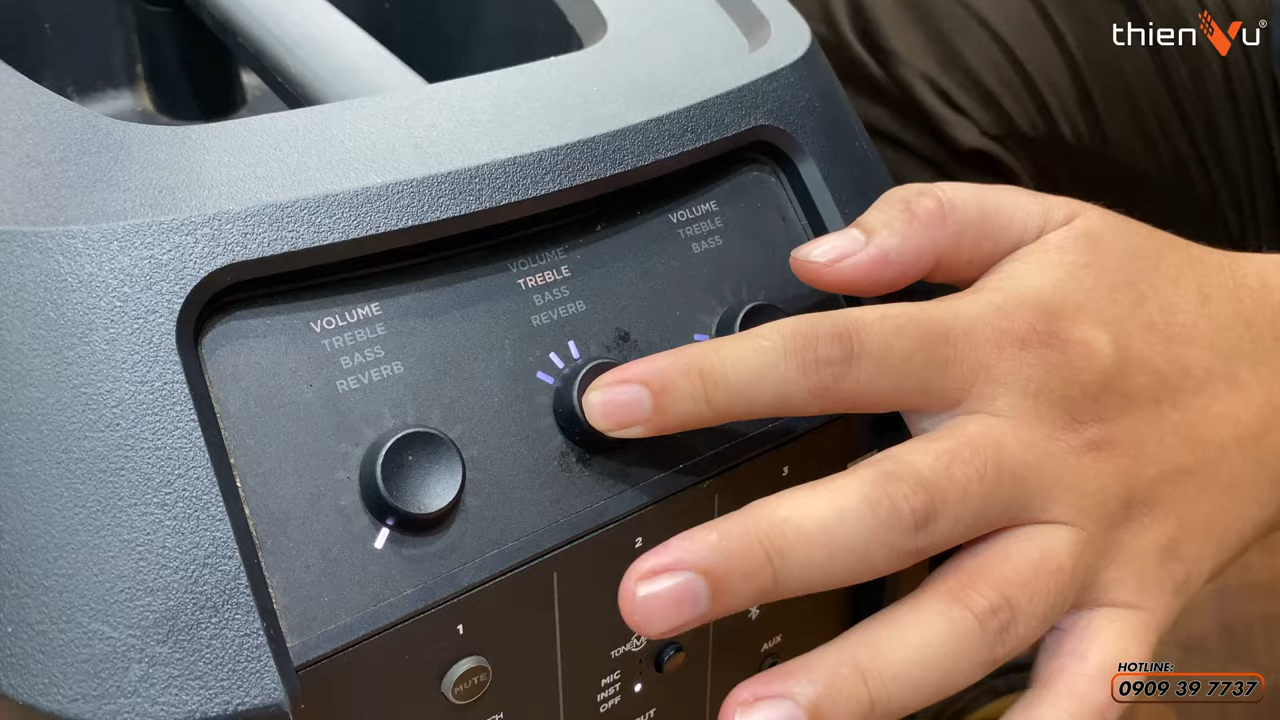 thienVu®
VOLUME
TREBLE
BASS
VOLUME
TREBLE
BASS
REVERB
VOLUME
TREBLE
BASS
REVERB
3
2
1
MUTE
MIC
INST
OFF
AUX
HOTLINE:
0909 39 7737